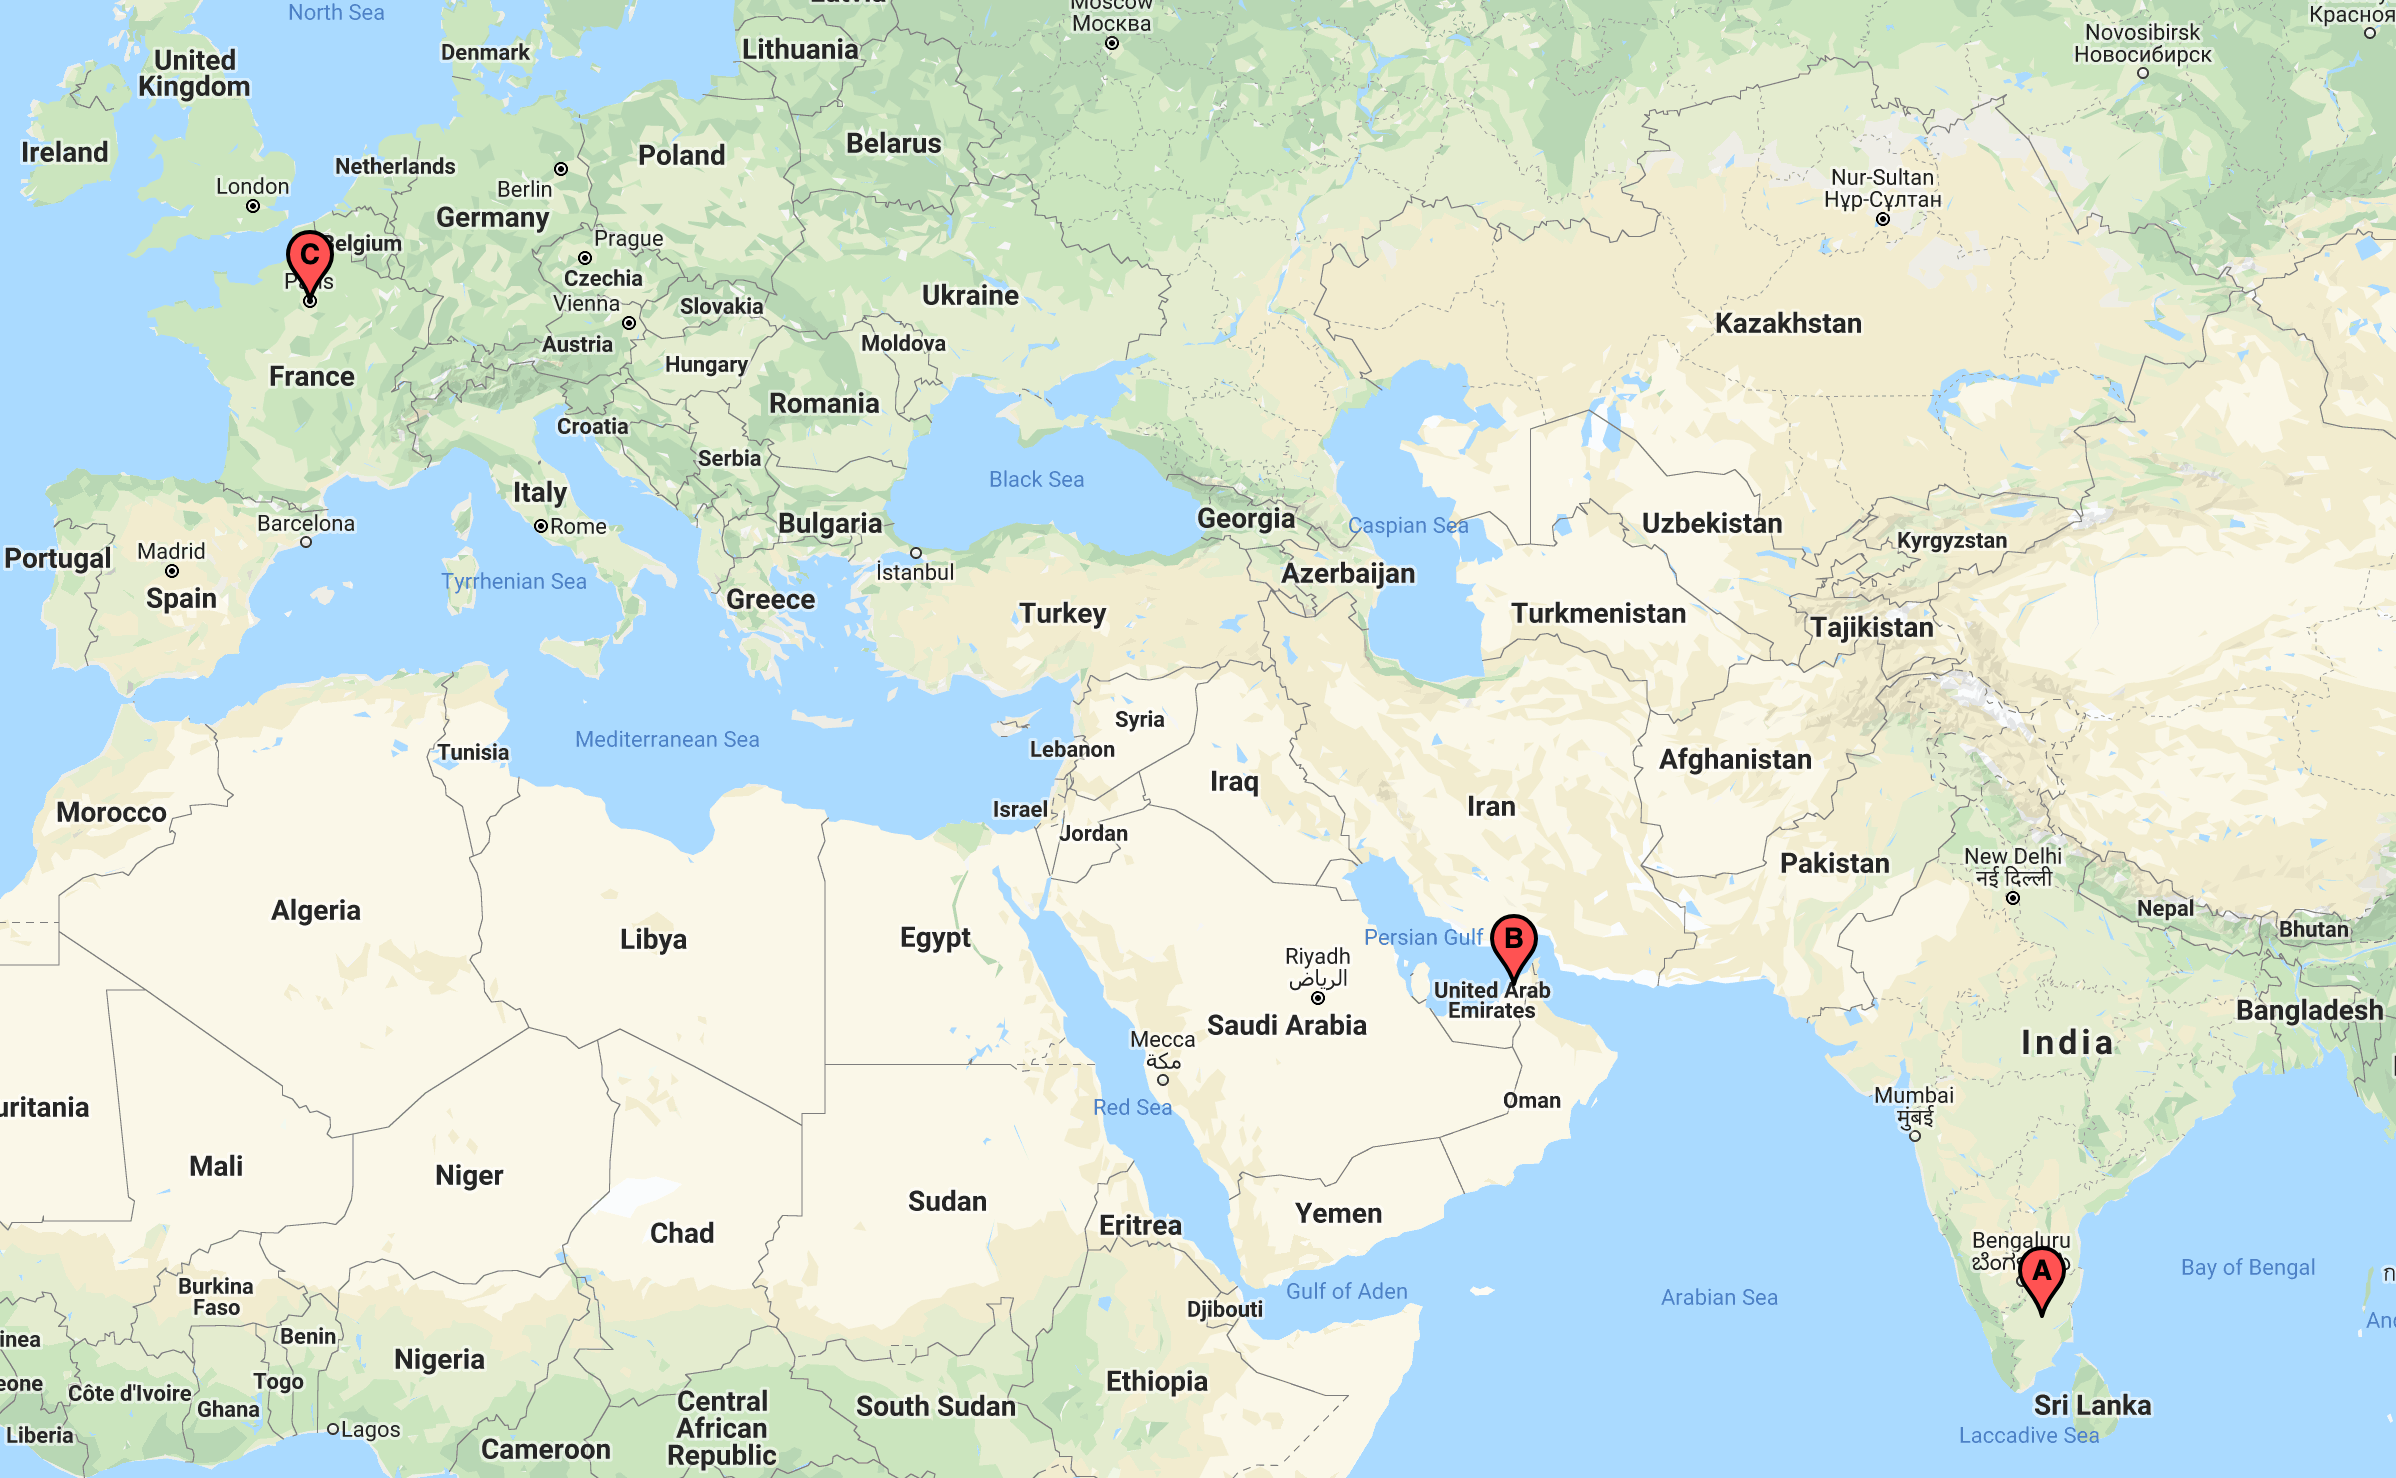 North Sea
Latvia
Moscow
Москва
Novosibirsk
Новосибирск
Красноя
United
Kingdom
Denmark
Lithuania
Ireland
Netherlands
Berlin
Poland
Belarus
London
Germany
Nur-Sultan
Нұр-Сұлтан
C
Belgium
Prague
Czechia
Paris
Vienna
Slovakia
Ukraine
Kazakhstan
Austria
Moldova
France
Hungary
Romania
Croatia
Serbia
Black Sea
Italy
Rome
Barcelona
Bulgaria
Georgia
Caspian Sea
Uzbekistan
Kyrgyzstan
Portugal
Madrid
Spain
Tyrrhenian Sea
İstanbul
Azerbaijan
Greece
Turkey
Turkmenistan
Tajikistan
Syria
Mediterranean Sea
Lebanon
Tunisia
Afghanistan
Iraq
Morocco
Israel
Iran
Jordan
Pakistan
New Delhi
नई दिल्ली
Algeria
Libya
Egypt
Persian Gulf
B
Nepal
Bhutan
Riyadh
الرياض
United Arab
Emirates
Saudi Arabia
Bangladesh
India
Mecca
مكة
Mumbai
मुंबई
Red Sea
Oman
uritania
Mali
Niger
Sudan
Chad
Eritrea
Yemen
Bengaluru
A
Bay of Bengal
Burkina
Faso
Gulf of Aden
Djibouti
Arabian Sea
inea
Benin
Nigeria
eone
Côte d'Ivoire
Togo
Ghana
Ethiopia
Central
African
Republic
South Sudan
Sri Lanka
Liberia
Lagos
Cameroon
Laccadive Sea